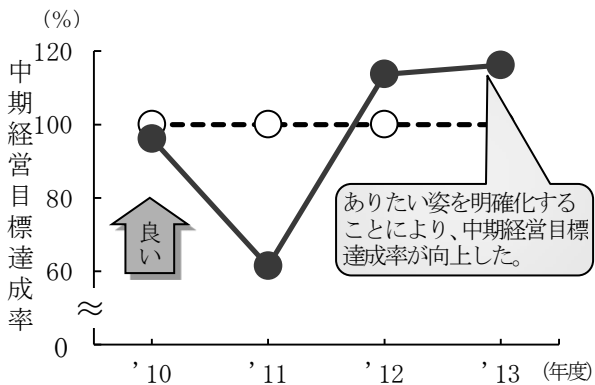 (%)
120
100
80
60
≈
0
中期経営目標達成率
良い
ありたい姿を明確化する
ことにより、中期経営目標
達成率が向上した。
’10 ’11 ’12 ’13 (年度)